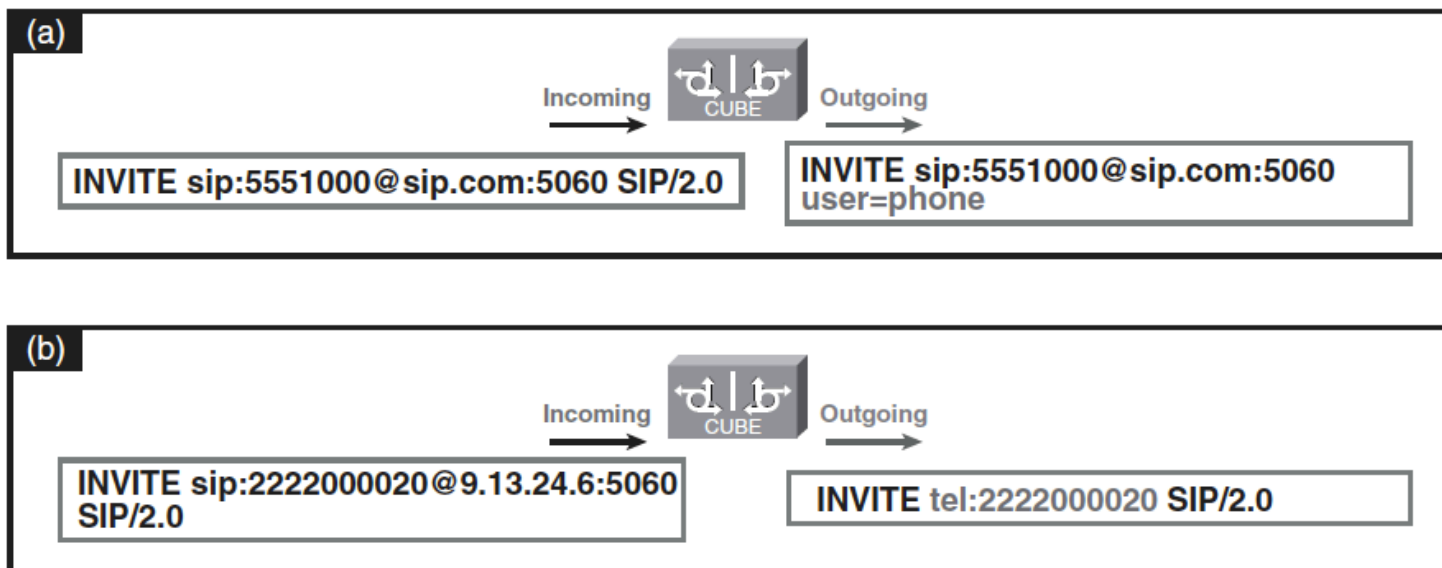 (a)
Incoming
CUBE
Outgoing
INVITE sip:5551000@sip.com:5060 SIP/2.0
INVITE sip:5551000@sip.com:5060
user=phone
(b)
Incoming
CUBE
Outgoing
INVITE sip:2222000020@9.13.24.6:5060
SIP/2.0
INVITE tel:2222000020 SIP/2.0